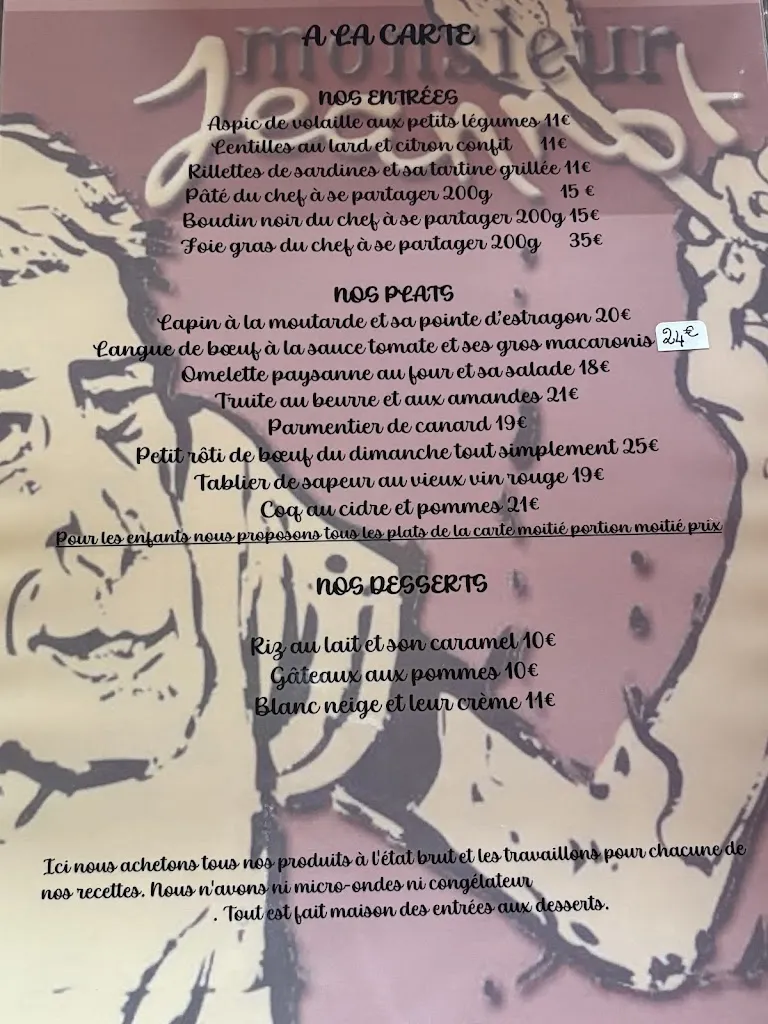 monsieur
Jeannot
A LA CARTE
NOS ENTRÉES
Aspic de volaille aux petits légumes 11€
Lentilles au lard et citron confit 11€
Rillettes de sardines et sa tartine grillée 11€
Pâté du chef à se partager 200g 15 €
Boudin noir du chef à se partager 200g 15€
Foie gras du chef à se partager 200g 35€
NOS PLATS
Lapin à la moutarde et sa pointe d'estragon 20€
Langue de bœuf à la sauce tomate et ses gros macaronis 24€
Omelette paysanne au four et sa salade 18€
Truite au beurre et aux amandes 21€
Parmentier de canard 19€
Petit rôti de bœuf du dimanche tout simplement 25€
Tablier de sapeur au vieux vin rouge 19€
Coq au cidre et pommes 21€
Pour les enfants nous proposons tous les plats de la carte moitié portion moitié prix
NOS DESSERTS
Riz au lait et son caramel 10€
Gâteaux aux pommes 10€
Blanc neige et leur crème 11€
Ici nous achetons tous nos produits à l'état brut et les travaillons pour chacune de
nos recettes. Nous n'avons ni micro-ondes ni congélateur
. Tout est fait maison des entrées aux desserts.